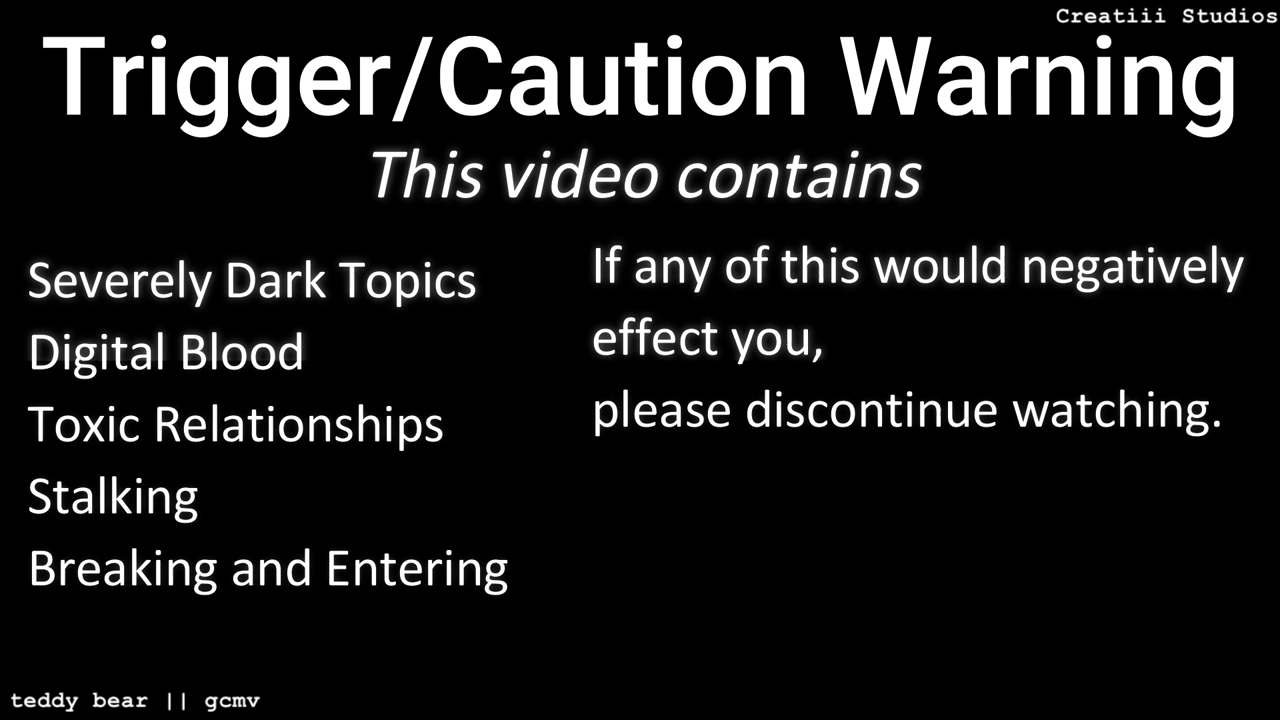 Creatiii Studios
Trigger/Caution Warning
This video contains
Severely Dark Topics
Digital Blood
Toxic Relationships
Stalking
Breaking and Entering
If any of this would negatively
effect you,
please discontinue watching.
teddy bear || gcmv